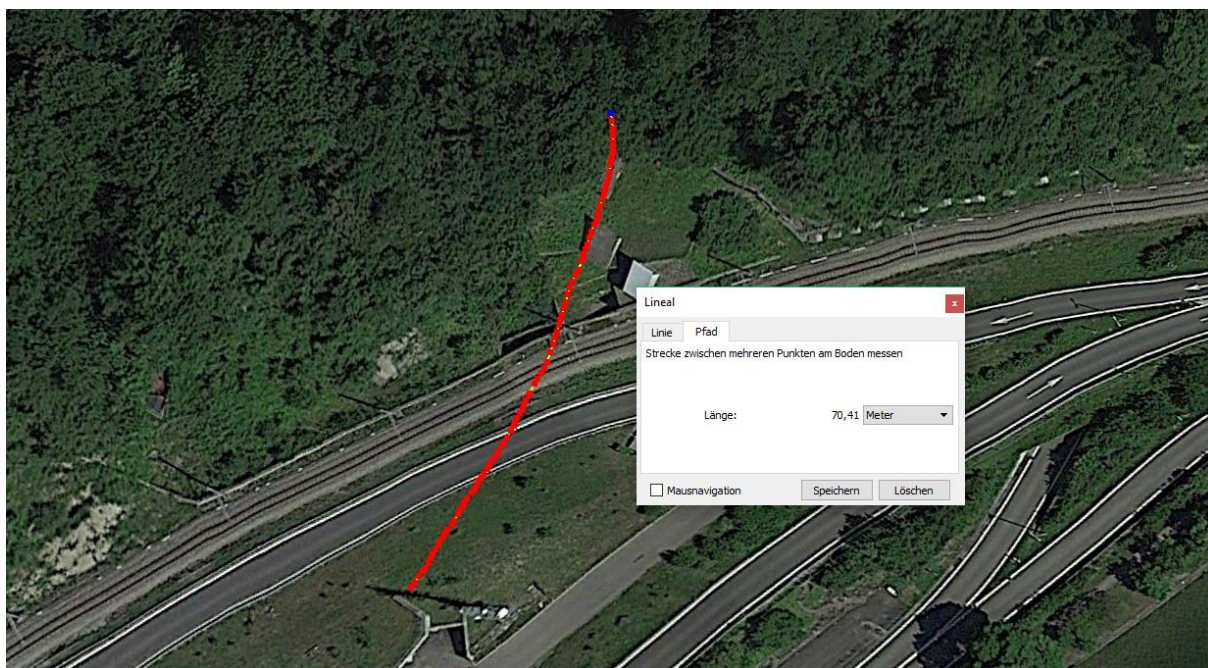 Lineal
x
Linie Pfad
Strecke zwischen mehreren Punkten am Boden messen
Länge: 70,41 Meter
Mausnavigation Speichern Löschen